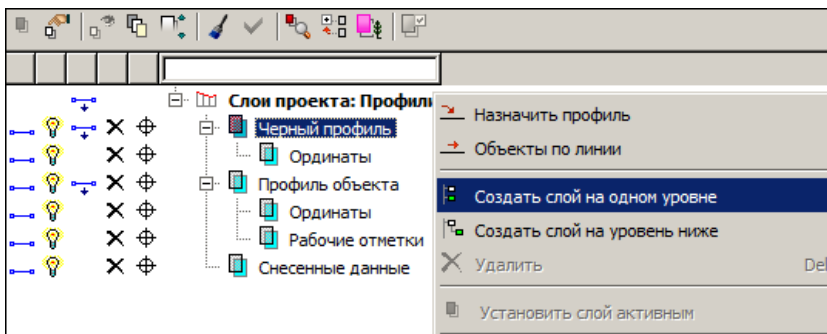 Слои проекта: Профили
Черный профиль
Ординаты
Профиль объекта
Ординаты
Рабочие отметки
Снесенные данные
Назначить профиль
Объекты по линии
Создать слой на одном уровне
Создать слой на уровень ниже
Удалить Del
Установить слой активным